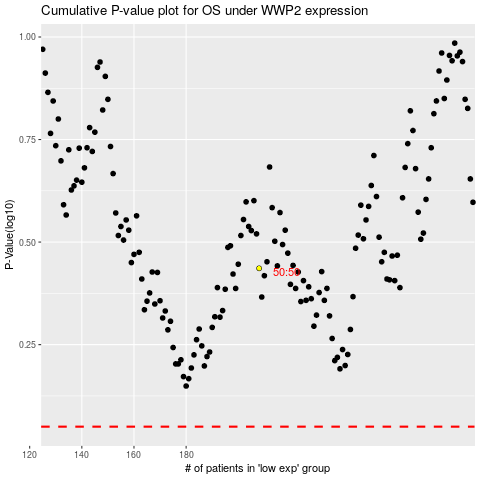 Cumulative P-value plot for OS under WWP2 expression
P-Value(log10)
1.00
0.75
0.50
0.25
50:50
120 140 160 180
# of patients in 'low exp' group